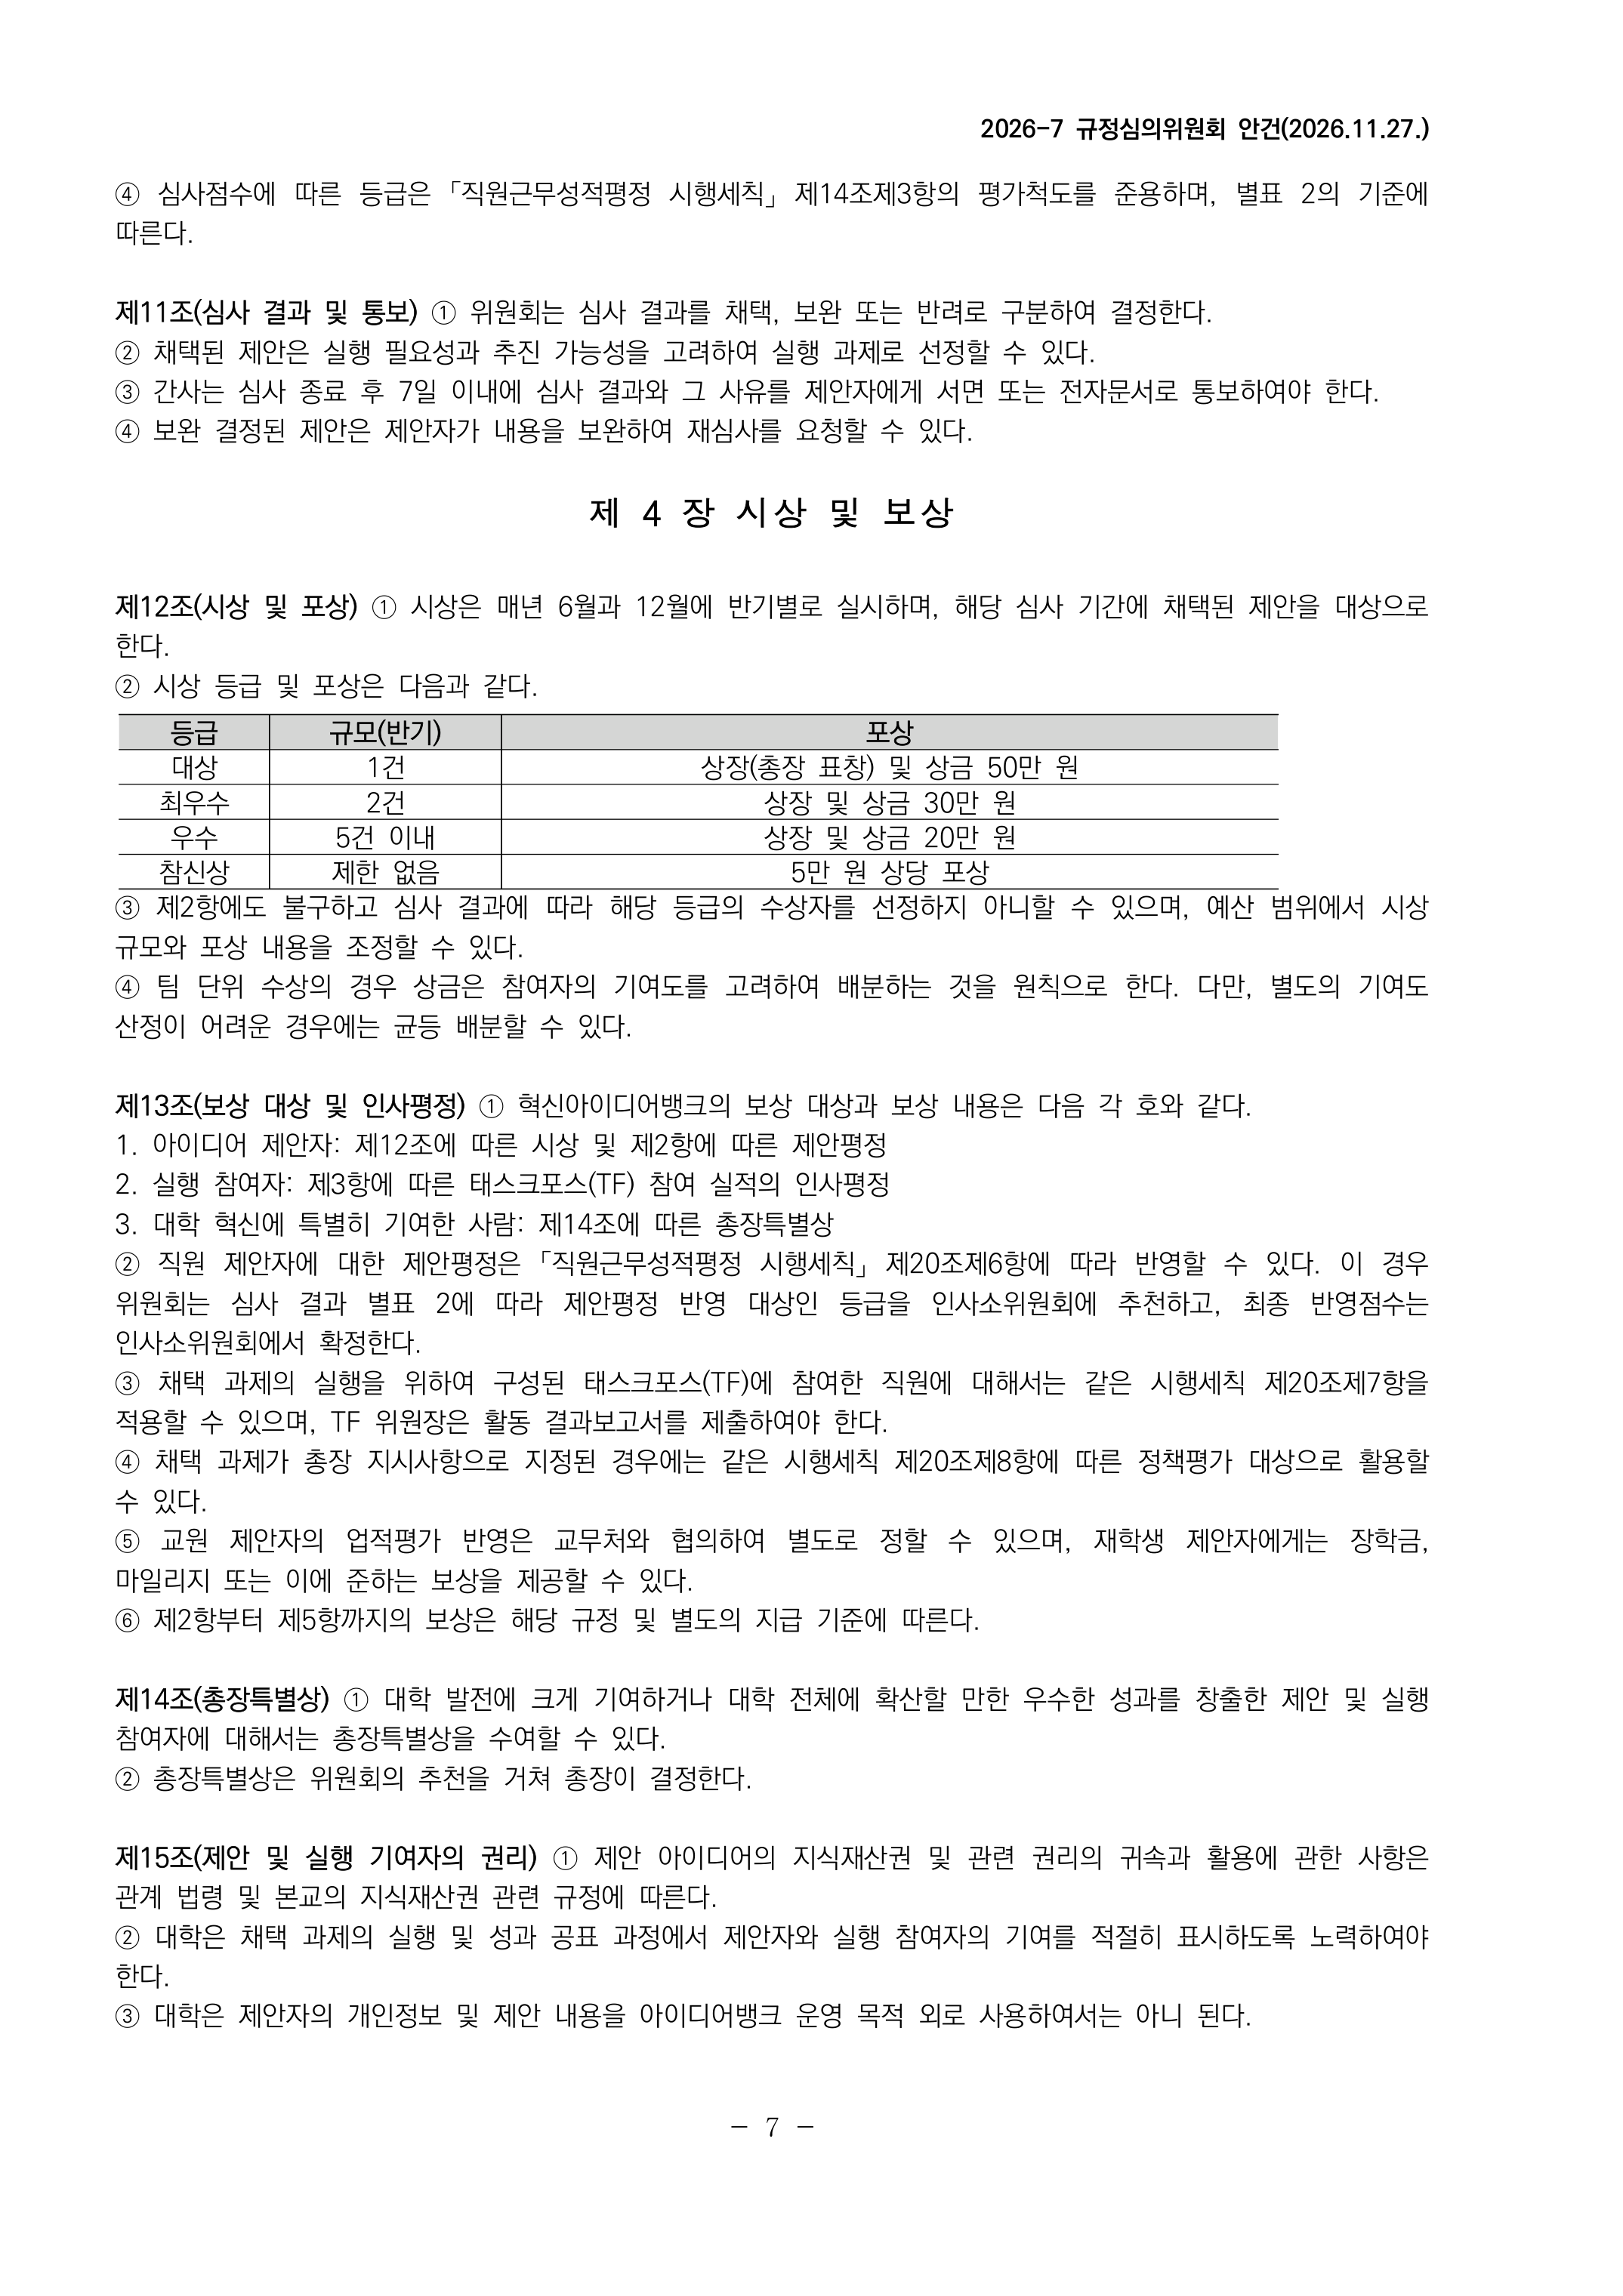 2026-7 규정심의위원회 안건(2026.11.27.)
④ 심사점수에 따른 등급은 「직원근무성적평정 시행세칙」 제14조제3항의 평가척도를 준용하며, 별표 2의 기준에
따른다.
제11조(심사 결과 및 통보) ① 위원회는 심사 결과를 채택, 보완 또는 반려로 구분하여 결정한다.
② 채택된 제안은 실행 필요성과 추진 가능성을 고려하여 실행 과제로 선정할 수 있다.
③ 간사는 심사 종료 후 7일 이내에 심사 결과와 그 사유를 제안자에게 서면 또는 전자문서로 통보하여야 한다.
④ 보완 결정된 제안은 제안자가 내용을 보완하여 재심사를 요청할 수 있다.
제 4 장 시상 및 보상
제12조(시상 및 포상) ① 시상은 매년 6월과 12월에 반기별로 실시하며, 해당 심사 기간에 채택된 제안을 대상으로
한다.
② 시상 등급 및 포상은 다음과 같다.
등급 규모(반기) 포상
대상 1건 상장(총장 표창) 및 상금 50만 원
최우수 2건 상장 및 상금 30만 원
우수 5건 이내 상장 및 상금 20만 원
참신상 제한 없음 5만 원 상당 포상
③ 제2항에도 불구하고 심사 결과에 따라 해당 등급의 수상자를 선정하지 아니할 수 있으며, 예산 범위에서 시상
규모와 포상 내용을 조정할 수 있다.
④ 팀 단위 수상의 경우 상금은 참여자의 기여도를 고려하여 배분하는 것을 원칙으로 한다. 다만, 별도의 기여도
산정이 어려운 경우에는 균등 배분할 수 있다.
제13조(보상 대상 및 인사평정) ① 혁신아이디어뱅크의 보상 대상과 보상 내용은 다음 각 호와 같다.
1. 아이디어 제안자: 제12조에 따른 시상 및 제2항에 따른 제안평정
2. 실행 참여자: 제3항에 따른 태스크포스(TF) 참여 실적의 인사평정
3. 대학 혁신에 특별히 기여한 사람: 제14조에 따른 총장특별상
② 직원 제안자에 대한 제안평정은 「직원근무성적평정 시행세칙」 제20조제6항에 따라 반영할 수 있다. 이 경우
위원회는 심사 결과 별표 2에 따라 제안평정 반영 대상인 등급을 인사소위원회에 추천하고, 최종 반영점수는
인사소위원회에서 확정한다.
③ 채택 과제의 실행을 위하여 구성된 태스크포스(TF)에 참여한 직원에 대해서는 같은 시행세칙 제20조제7항을
적용할 수 있으며, TF 위원장은 활동 결과보고서를 제출하여야 한다.
④ 채택 과제가 총장 지시사항으로 지정된 경우에는 같은 시행세칙 제20조제8항에 따른 정책평가 대상으로 활용할
수 있다.
⑤ 교원 제안자의 업적평가 반영은 교무처와 협의하여 별도로 정할 수 있으며, 재학생 제안자에게는 장학금,
마일리지 또는 이에 준하는 보상을 제공할 수 있다.
⑥ 제2항부터 제5항까지의 보상은 해당 규정 및 별도의 지급 기준에 따른다.
제14조(총장특별상) ① 대학 발전에 크게 기여하거나 대학 전체에 확산할 만한 우수한 성과를 창출한 제안 및 실행
참여자에 대해서는 총장특별상을 수여할 수 있다.
② 총장특별상은 위원회의 추천을 거쳐 총장이 결정한다.
제15조(제안 및 실행 기여자의 권리) ① 제안 아이디어의 지식재산권 및 관련 권리의 귀속과 활용에 관한 사항은
관계 법령 및 본교의 지식재산권 관련 규정에 따른다.
② 대학은 채택 과제의 실행 및 성과 공표 과정에서 제안자와 실행 참여자의 기여를 적절히 표시하도록 노력하여야
한다.
③ 대학은 제안자의 개인정보 및 제안 내용을 아이디어뱅크 운영 목적 외로 사용하여서는 아니 된다.
- 7 -